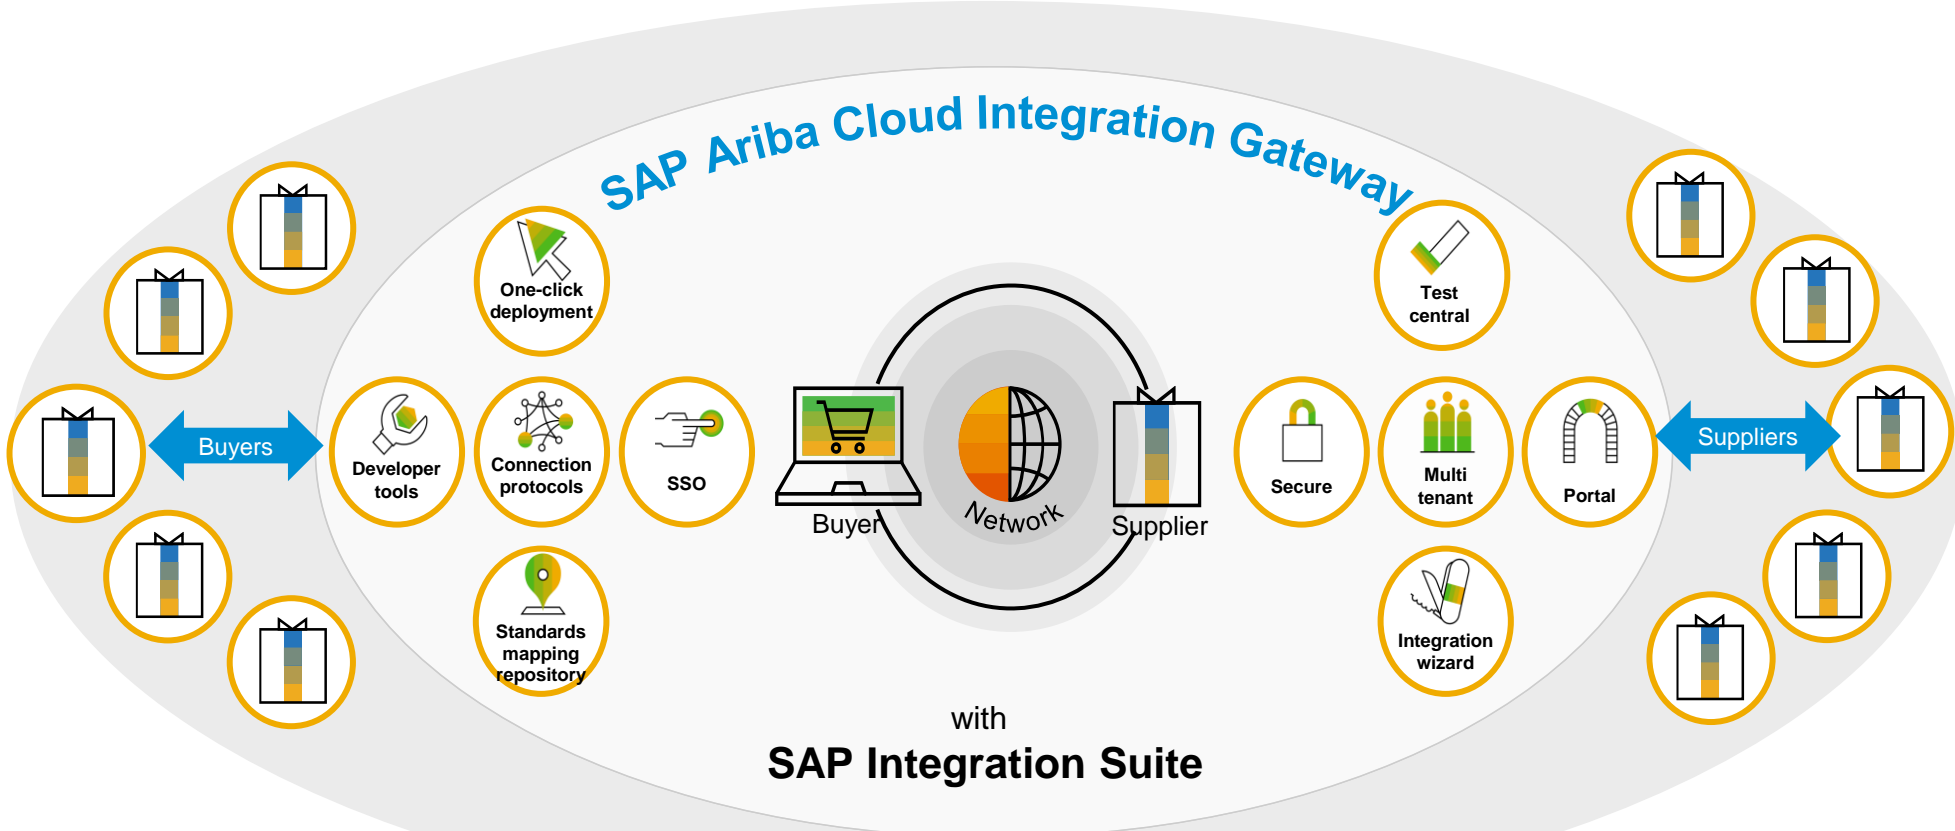 SAP Ariba Cloud Integration Gateway
One-click
deployment
Test
central
Buyers
Developer
tools
Connection
protocols
SSO
Buyer
Network
Supplier
Secure
Multi
tenant
Portal
Suppliers
Standards
mapping
repository
Integration
wizard
with
SAP Integration Suite